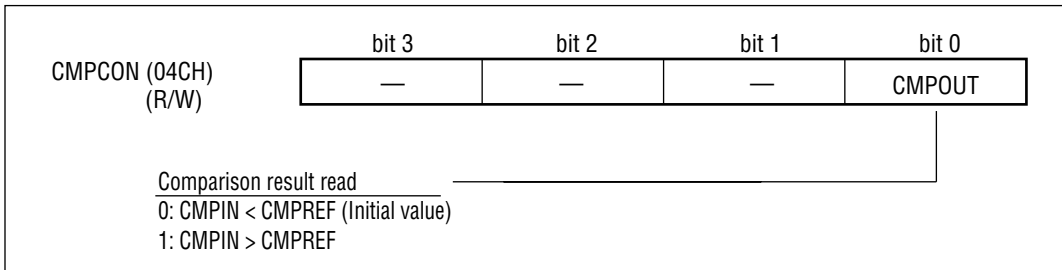 bit 3 bit 2 bit 1 bit 0
CMPCON (04CH) — — — CMPOUT
(R/W)
Comparison result read
0: CMPIN < CMPREF (Initial value)
1: CMPIN > CMPREF